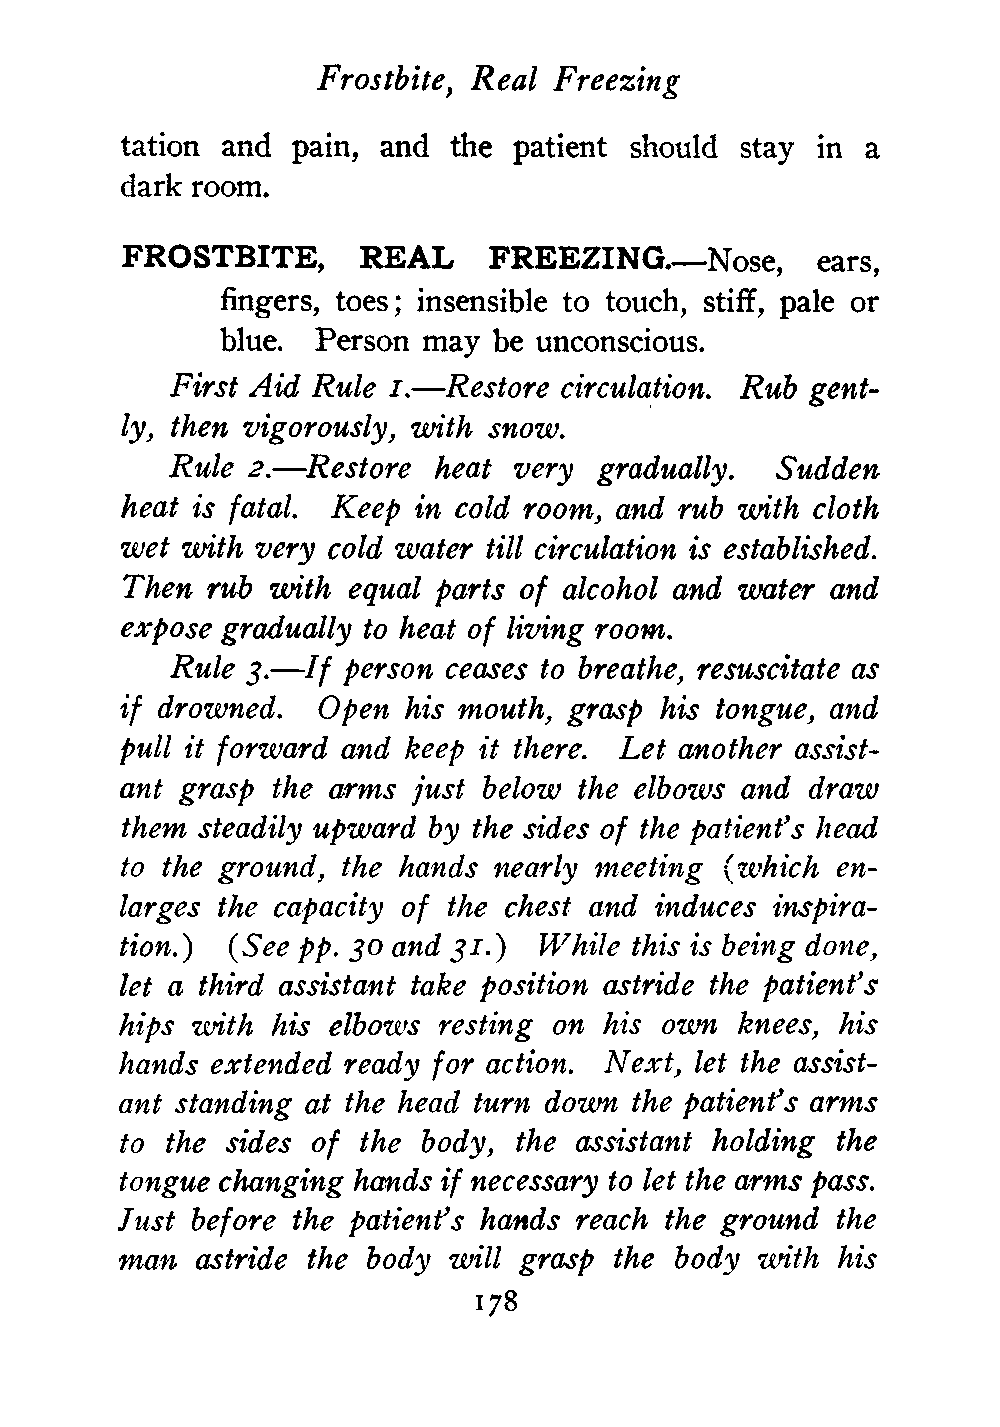 Frostbite, Real Freezing
tation and pain, and the patient should stay in a
dark room.
FROSTBITE, REAL FREEZING.—Nose, ears,
fingers, toes; insensible to touch, stiff, pale or
blue. Person may be unconscious.
First Aid Rule 1.—Restore circulation. Rub gent-
ly, then vigorously, with snow.
Rule 2.—Restore heat very gradually. Sudden
heat is fatal. Keep in cold room, and rub with cloth
wet with very cold water till circulation is established.
Then rub with equal parts of alcohol and water and
expose gradually to heat of living room.
Rule 3.—If person ceases to breathe, resuscitate as
if drowned. Open his mouth, grasp his tongue, and
pull it forward and keep it there. Let another assist-
ant grasp the arms just below the elbows and draw
them steadily upward by the sides of the patient's head
to the ground, the hands nearly meeting (which en-
larges the capacity of the chest and induces inspira-
tion.) (See pp. 30 and 31.) While this is being done,
let a third assistant take position astride the patient's
hips with his elbows resting on his own knees, his
hands extended ready for action. Next, let the assist-
ant standing at the head turn down the patient's arms
to the sides of the body, the assistant holding the
tongue changing hands if necessary to let the arms pass.
Just before the patient's hands reach the ground the
man astride the body will grasp the body with his
178